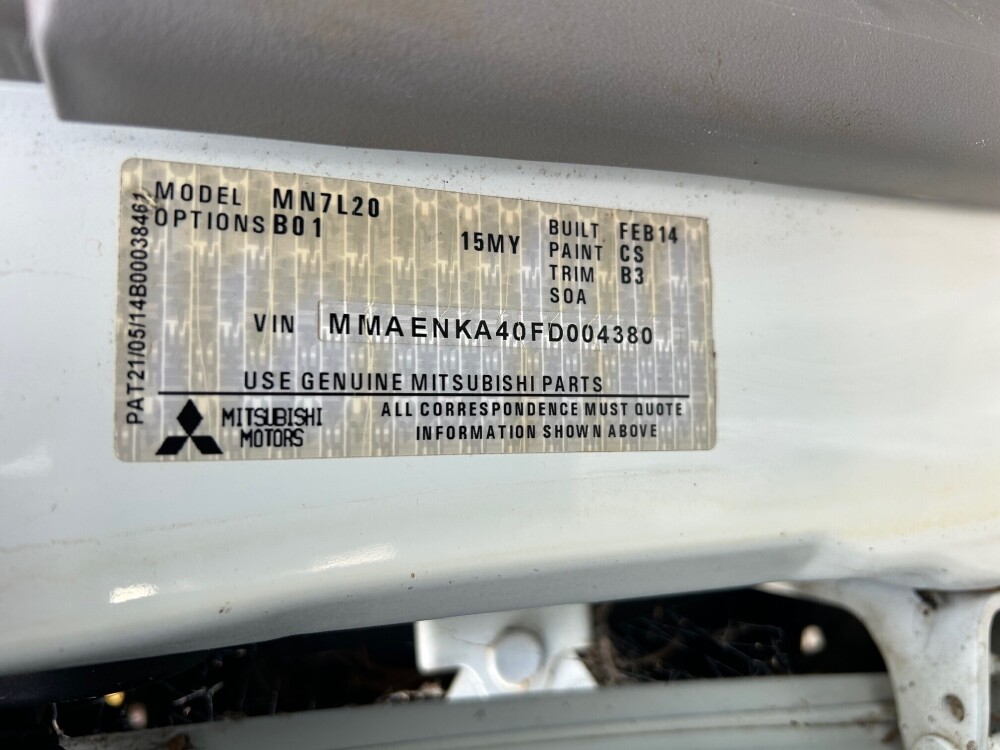 MODEL MN7L20
OPTIONS B01
15MY
BUILT FEB14
PAINT CS
TRIM B3
SOA
VIN MMAENKA40FD004380
USE GENUINE MITSUBISHI PARTS
MITSUBISHI
MOTORS
ALL CORRESPONDENCE MUST QUOTE
INFORMATION SHOWN ABOVE
PAT21/05/14B00038461